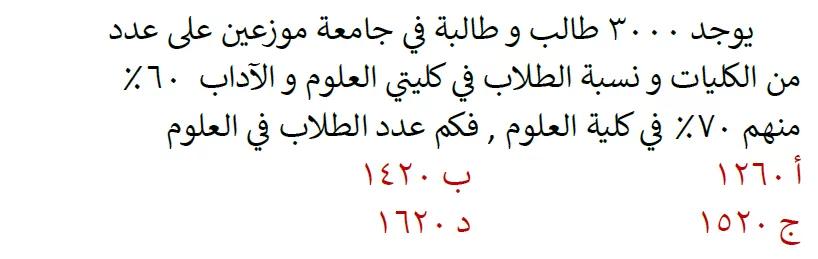 يوجد ٣٠٠٠ طالب و طالبة في جامعة موزعين على عدد
من الكليات و نسبة الطلاب في كليتي العلوم و الآداب ٦٠٪
منهم ٧٠٪ في كلية العلوم , فكم عدد الطلاب في العلوم
أ ١٢٦٠ ب ١٤٢٠
ج ١٥٢٠ د ١٦٢٠